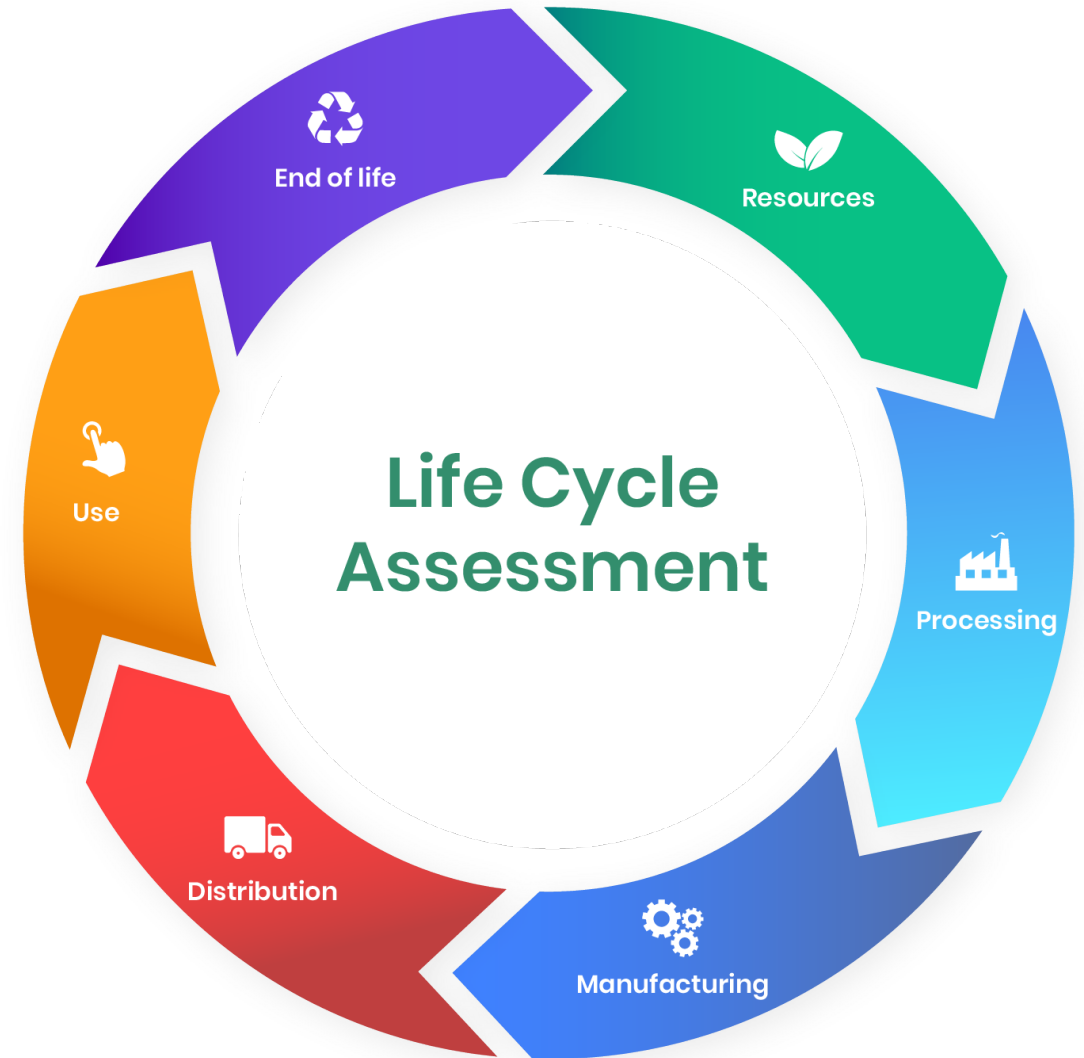 End of life
Resources
Life Cycle
Assessment
Use
Processing
Distribution
Manufacturing